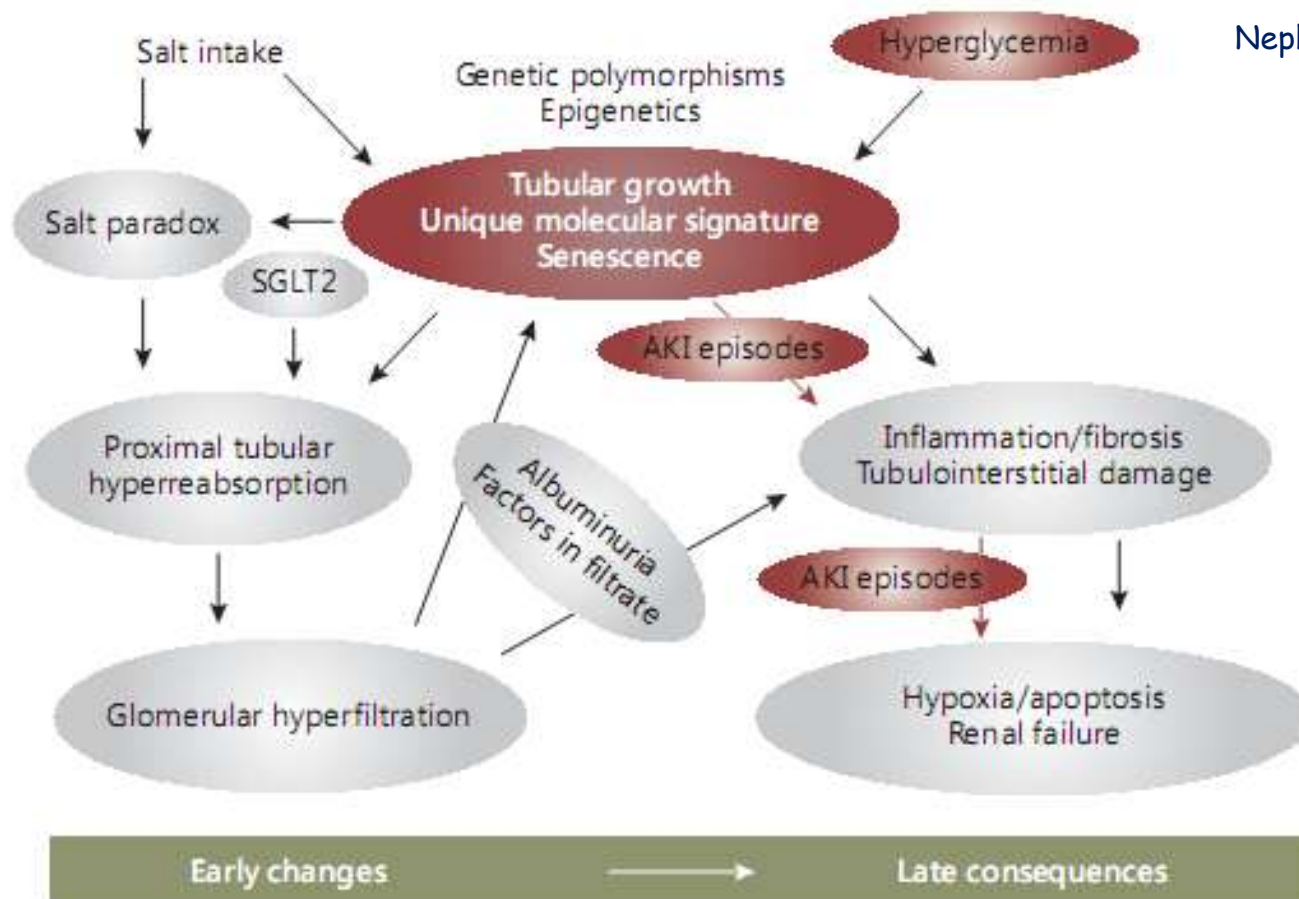 Salt intake
Hyperglycemia
Genetic polymorphisms
Epigenetics
Tubular growth
Unique molecular signature
Senescence
Salt paradox
SGLT2
AKI episodes
Proximal tubular
hyperreabsorption
Albuminuria
Factors in filtrate
Inflammation/fibrosis
Tubulointerstitial damage
AKI episodes
Glomerular hyperfiltration
Hypoxia/apoptosis
Renal failure
Early changes
Late consequences